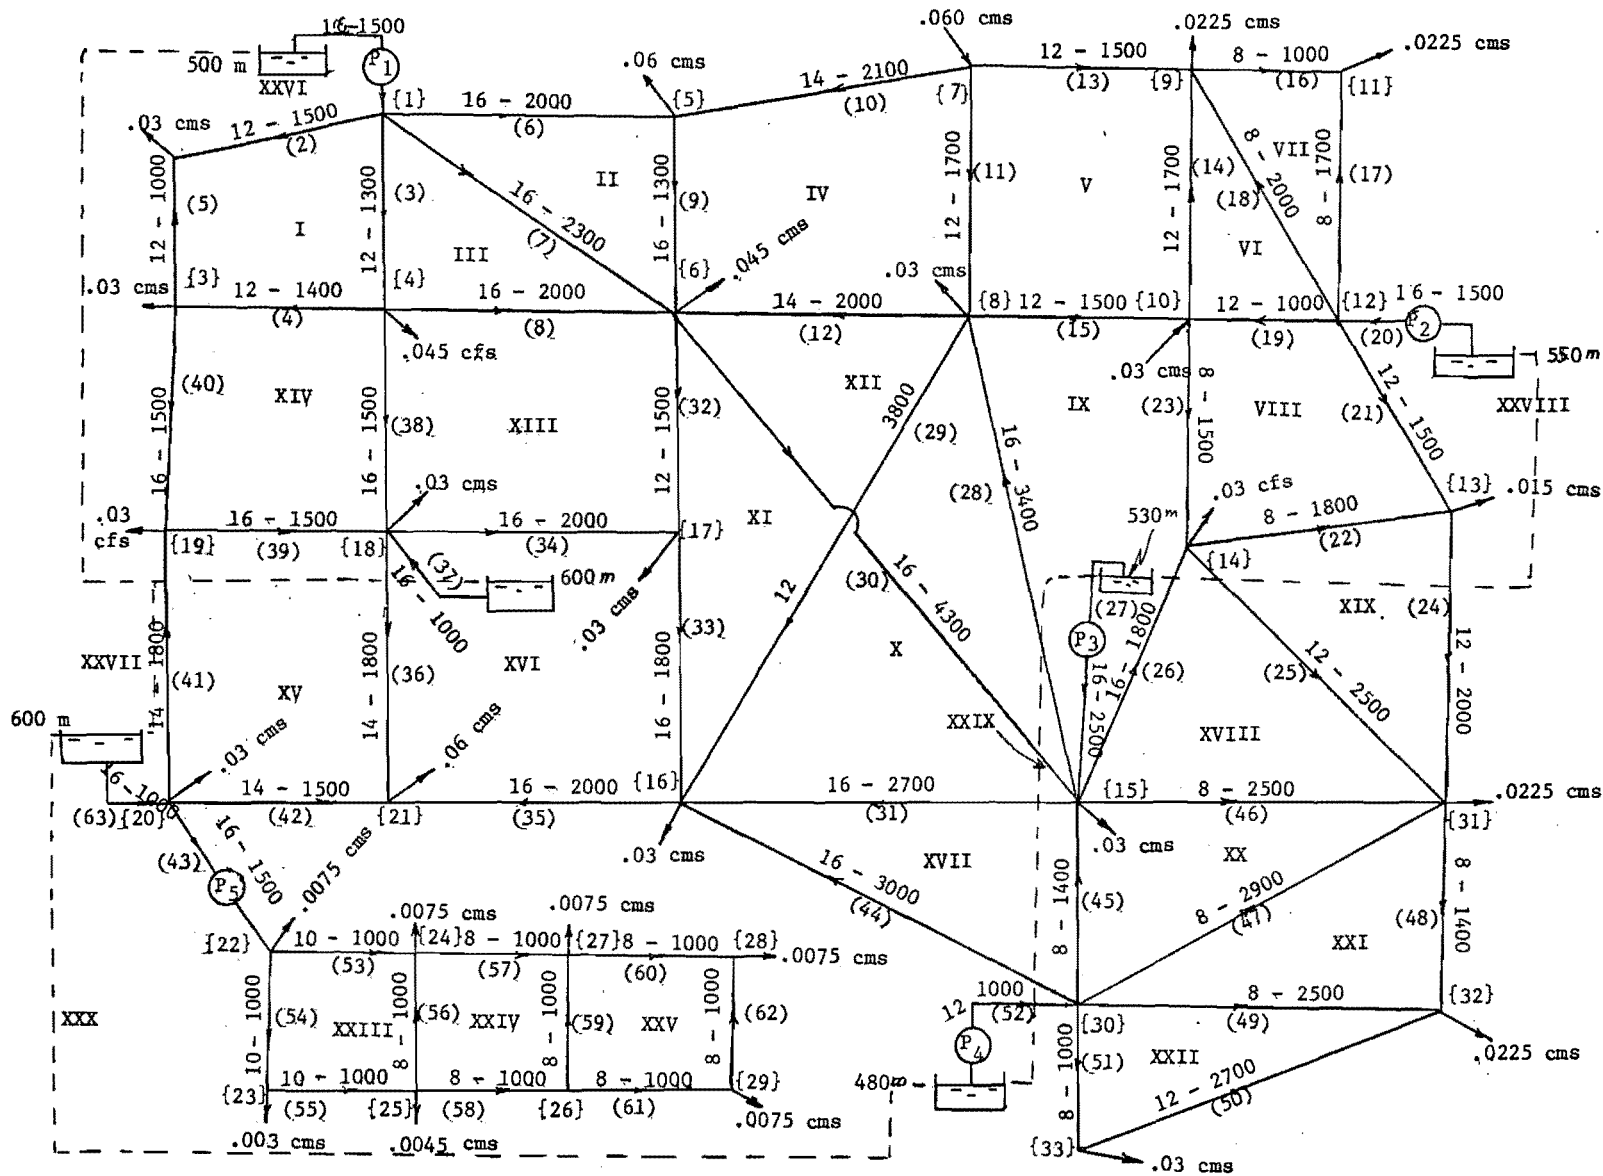 16-1500
500 m
P1
XXVI
.03 cms
12 - 1500
(2)
{1}
16 - 2000
(6)
.06 cms
{5}
14 - 2100
(10)
.060 cms
{7}
12 - 1500
(13)
.0225 cms
{9}
8 - 1000
(16)
.0225 cms
{11}
12 - 1000
(5)
I
12 - 1300
(3)
II
16 - 2300
(7)
III
16 - 1300
(9)
IV
12 - 1700
(11)
V
12 - 1700
(14)
8 - 2000
(18)
VII
VI
8 - 1700
(17)
.03 cms
{3}
12 - 1400
(4)
{4}
16 - 2000
(8)
.045 cfs
{6}
.045 cms
14 - 2000
(12)
.03 cms
{8}
12 - 1500
(15)
{10}
.03 cms
12 - 1000
(19)
{12}
16 - 1500
P2
(20)
550m
XXVIII
16 - 1500
(40)
XIV
16 - 1500
(38)
XIII
12 - 1500
(32)
XII
3800
12
(29)
16 - 3400
(28)
IX
8 - 1500
(23)
VIII
12 - 1500
(21)
{13}
.015 cms
.03 cfs
{19}
16 - 1500
(39)
.03 cms
{18}
16 - 2000
(34)
{17}
.03 cms
XI
16 - 4300
(30)
530m
.03 cfs
{14}
8 - 1800
(22)
(37)
16 - 1000
600m
XXVII
14 - 1800
(41)
XV
14 - 1800
(36)
XVI
16 - 1800
(33)
X
XXIX
(27)
P3
16 - 2500
16 - 1800
(26)
12 - 2500
(25)
XIX
(24)
12 - 2000
XVIII
600 m
16-1000
(63)
{20}
.03 cms
14 - 1500
(42)
.06 cms
{21}
16 - 2000
(35)
{16}
.03 cms
16 - 2700
(31)
{15}
.03 cms
8 - 2500
(46)
.0225 cms
{31}
(43)
P5
16 - 1500
.0075 cms
XVII
16 - 3000
(44)
8 - 1400
(45)
XX
8 - 2900
(47)
8 - 1400
(48)
XXI
{22}
10 - 1000
(53)
.0075 cms
{24}
8 - 1000
(57)
.0075 cms
{27}
8 - 1000
(60)
{28}
.0075 cms
XXX
10 - 1000
(54)
XXIII
8 - 1000
(56)
XXIV
8 - 1000
(59)
XXV
8 - 1000
(62)
12
1000
(52)
P4
480m
{30}
8 - 2500
(49)
{32}
.0225 cms
{23}
10 - 1000
(55)
.003 cms
{25}
.0045 cms
8 - 1000
(58)
{26}
8 - 1000
(61)
{29}
.0075 cms
8 - 1000
(51)
XXII
12 - 2700
(50)
{33}
.03 cms